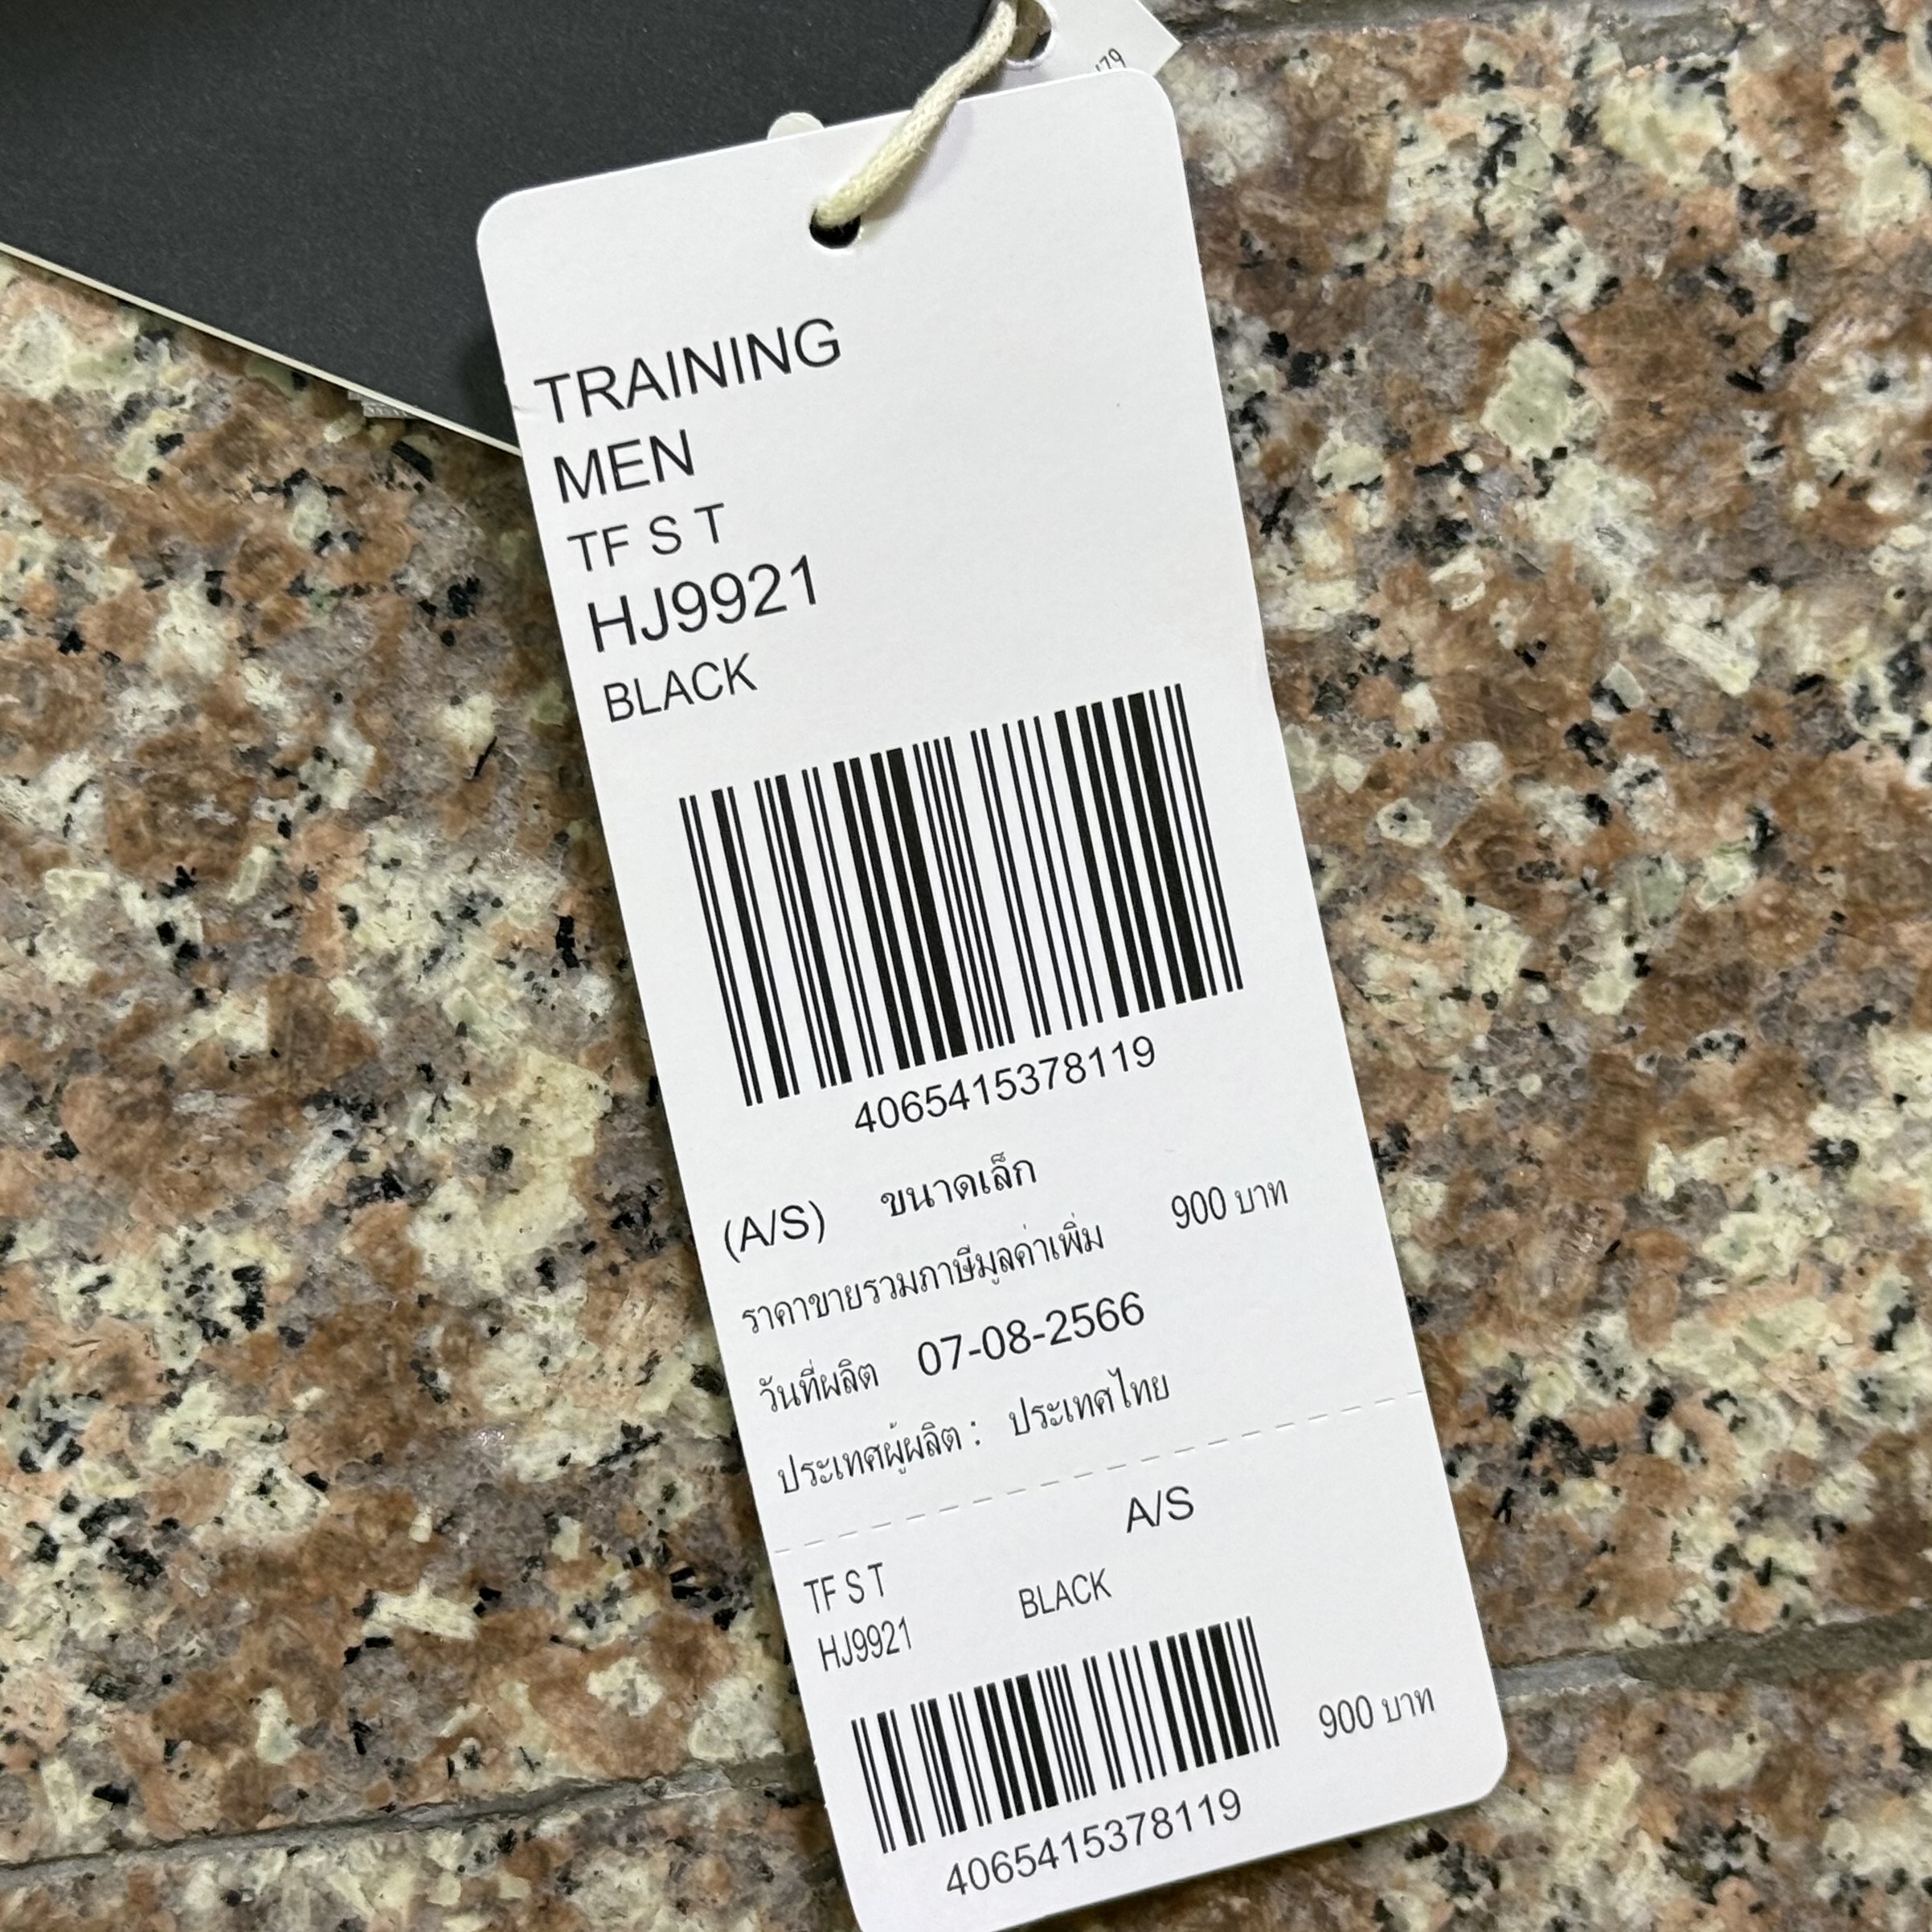 TRAINING
MEN
TF S T
HJ9921
BLACK
4065415378119
(A/S) ขนาดเล็ก
ราคาขายรวมภาษีมูลค่าเพิ่ม 900 บาท
วันที่ผลิต 07-08-2566
ประเทศผู้ผลิต : ประเทศไทย
A/S
TF S T
HJ9921 BLACK
900 บาท
4065415378119